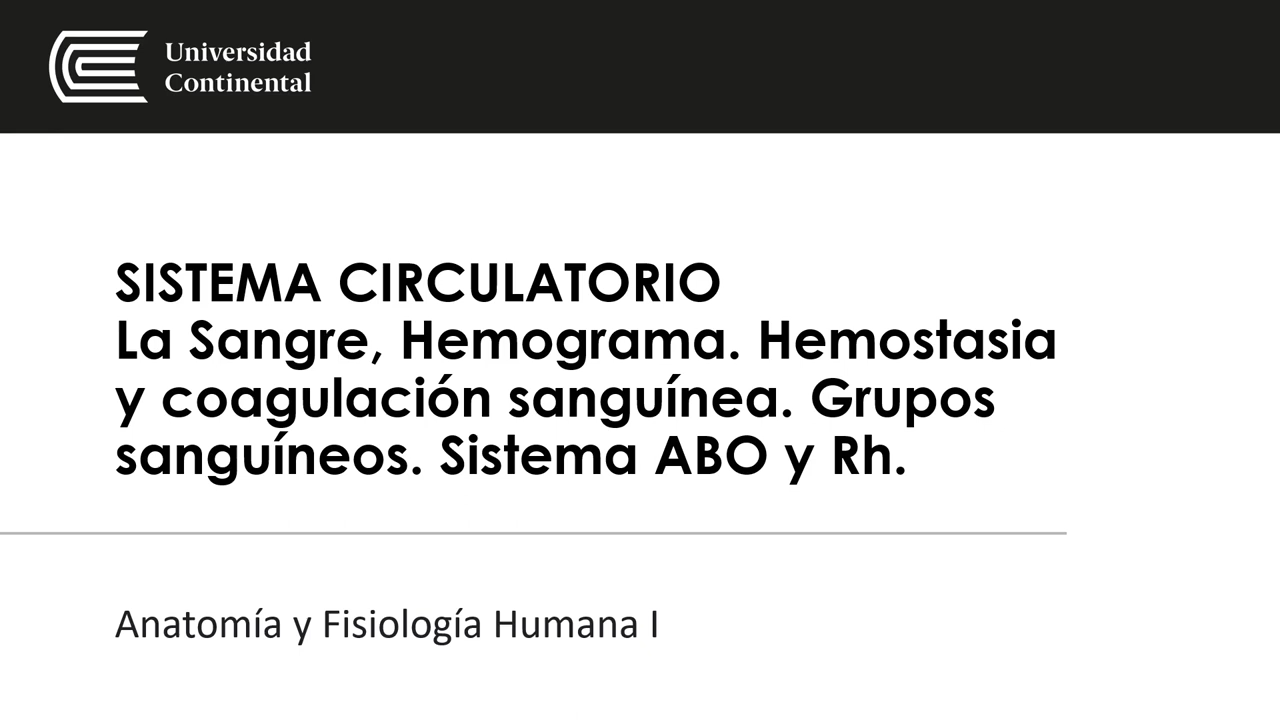 Universidad
Continental
SISTEMA CIRCULATORIO
La Sangre, Hemograma. Hemostasia
y coagulación sanguínea. Grupos
sanguíneos. Sistema ABO y Rh.
Anatomía y Fisiología Humana I